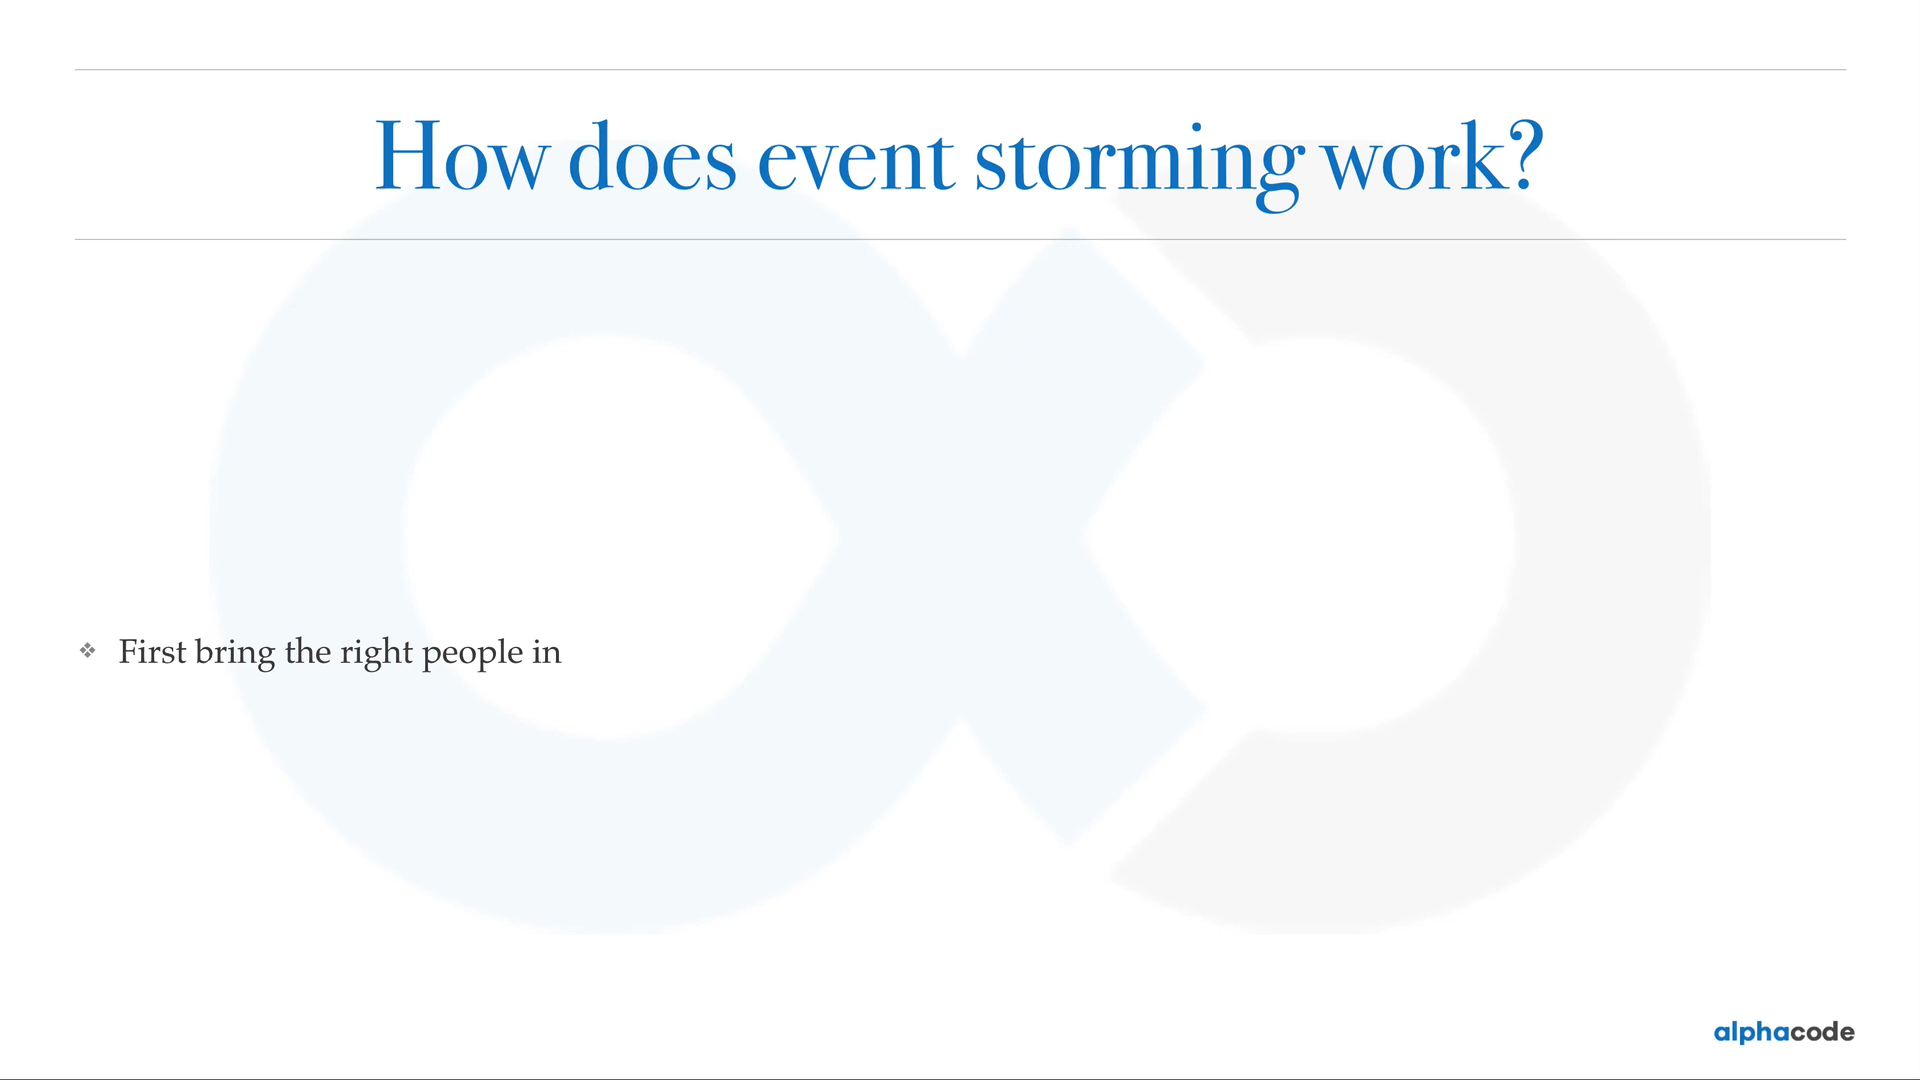 How does event storming work?
First bring the right people in
alphacode